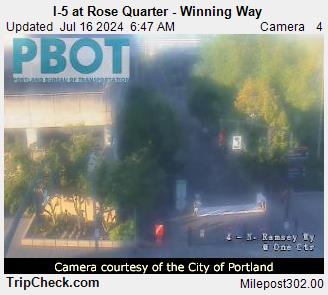 I-5 at Rose Quarter - Winning Way
Updated Jul 16 2024 6:47 AM Camera 4
PBOT
PORTLAND BUREAU OF TRANSPORTATION
4 - N. Ramsey Wy
W One Ctr
Camera courtesy of the City of Portland
TripCheck.com Milepost302.00